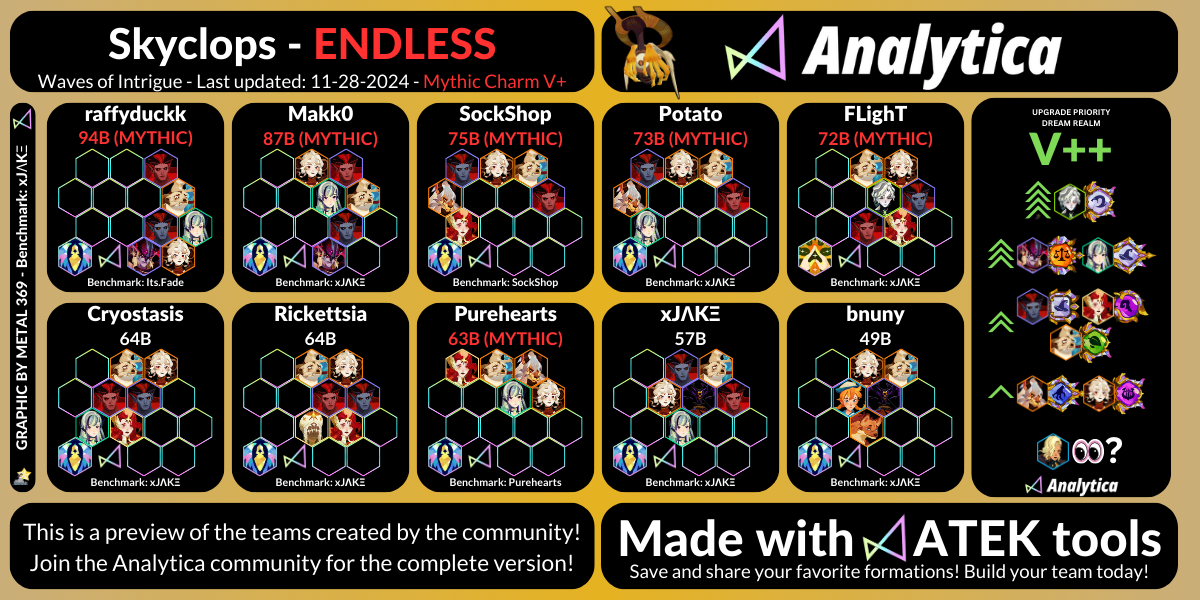 Skyclops - ENDLESS
Waves of Intrigue - Last updated: 11-28-2024 - Mythic Charm V+
Analytica
GRAPHIC BY METAL 369 - Benchmark: xJΛKΞ
raffyduckk
94B (MYTHIC)
Benchmark: Its.Fade
Makk0
87B (MYTHIC)
Benchmark: xJΛKΞ
SockShop
75B (MYTHIC)
Benchmark: SockShop
Potato
73B (MYTHIC)
Benchmark: xJΛKΞ
FLighT
72B (MYTHIC)
Benchmark: xJΛKΞ
Cryostasis
64B
Benchmark: xJΛKΞ
Rickettsia
64B
Benchmark: xJΛKΞ
Purehearts
63B (MYTHIC)
Benchmark: Purehearts
xJΛKΞ
57B
Benchmark: xJΛKΞ
bnuny
49B
Benchmark: xJΛKΞ
UPGRADE PRIORITY
DREAM REALM
V++
?
Analytica
This is a preview of the teams created by the community!
Join the Analytica community for the complete version!
Made with ATEK tools
Save and share your favorite formations! Build your team today!